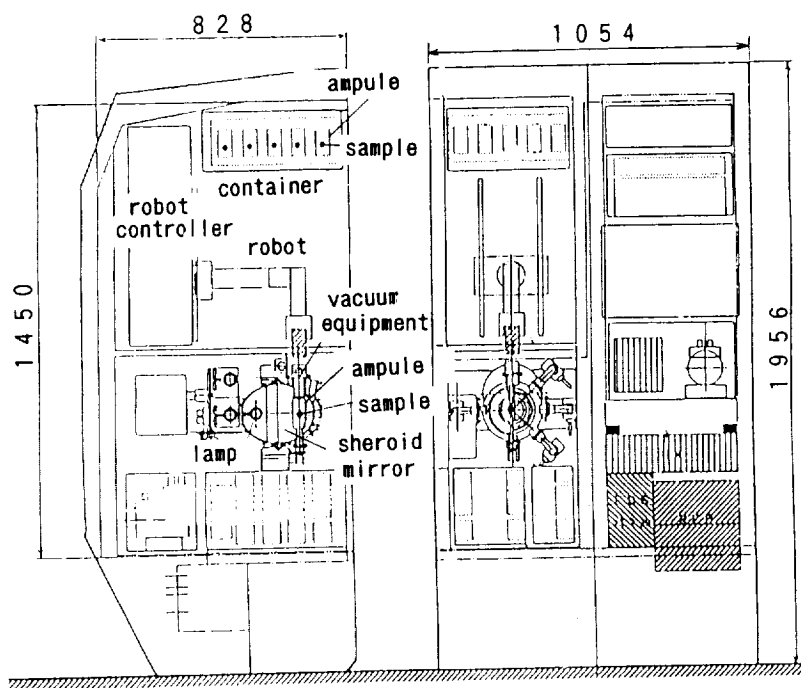 828
1054
ampule
sample
container
robot
controller
robot
1450
vacuum
equipment
1956
ampule
sample
lamp
sheroid
mirror